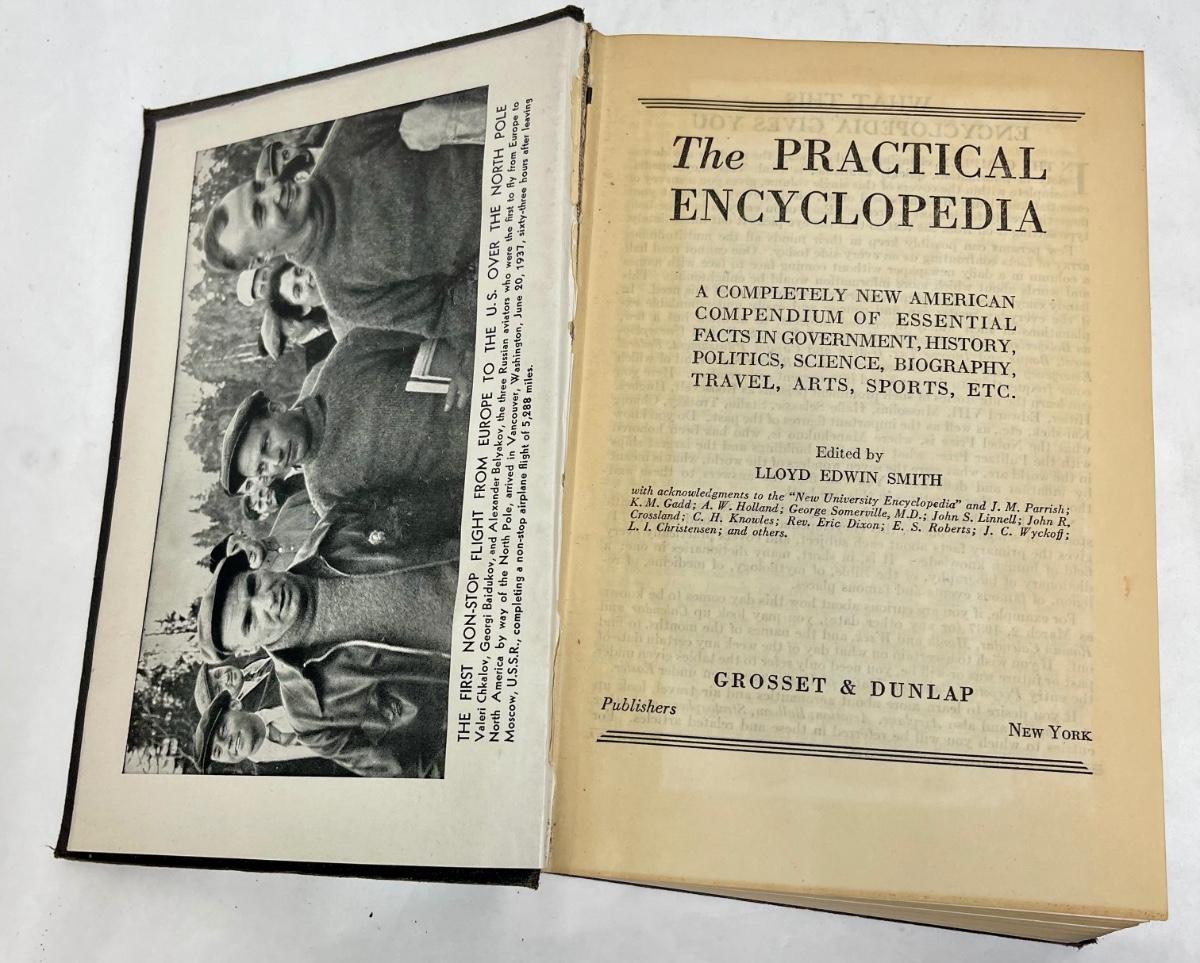 THE FIRST NON-STOP FLIGHT FROM EUROPE TO THE U.S. OVER THE NORTH POLE
Valeri Chkalov, Georgi Baidukov, and Alexander Belyakov, the three Russian aviators who were the first to fly from Europe to
North America by way of the North Pole, arrived in Vancouver, Washington, June 20, 1937, sixty-three hours after leaving
Moscow, U.S.S.R., completing a non-stop airplane flight of 5,288 miles.
The PRACTICAL
ENCYCLOPEDIA
A COMPLETELY NEW AMERICAN
COMPENDIUM OF ESSENTIAL
FACTS IN GOVERNMENT, HISTORY,
POLITICS, SCIENCE, BIOGRAPHY,
TRAVEL, ARTS, SPORTS, ETC.
Edited by
LLOYD EDWIN SMITH
with acknowledgments to the "New University Encyclopedia" and J. M. Parrish;
K. M. Gadd; A. W. Holland; George Somerville, M.D.; John S. Linnell; John R.
Crossland; C. H. Knowles; Rev. Eric Dixon; E. S. Roberts; J. C. Wyckoff;
L. I. Christensen; and others.
GROSSET & DUNLAP
Publishers
NEW YORK